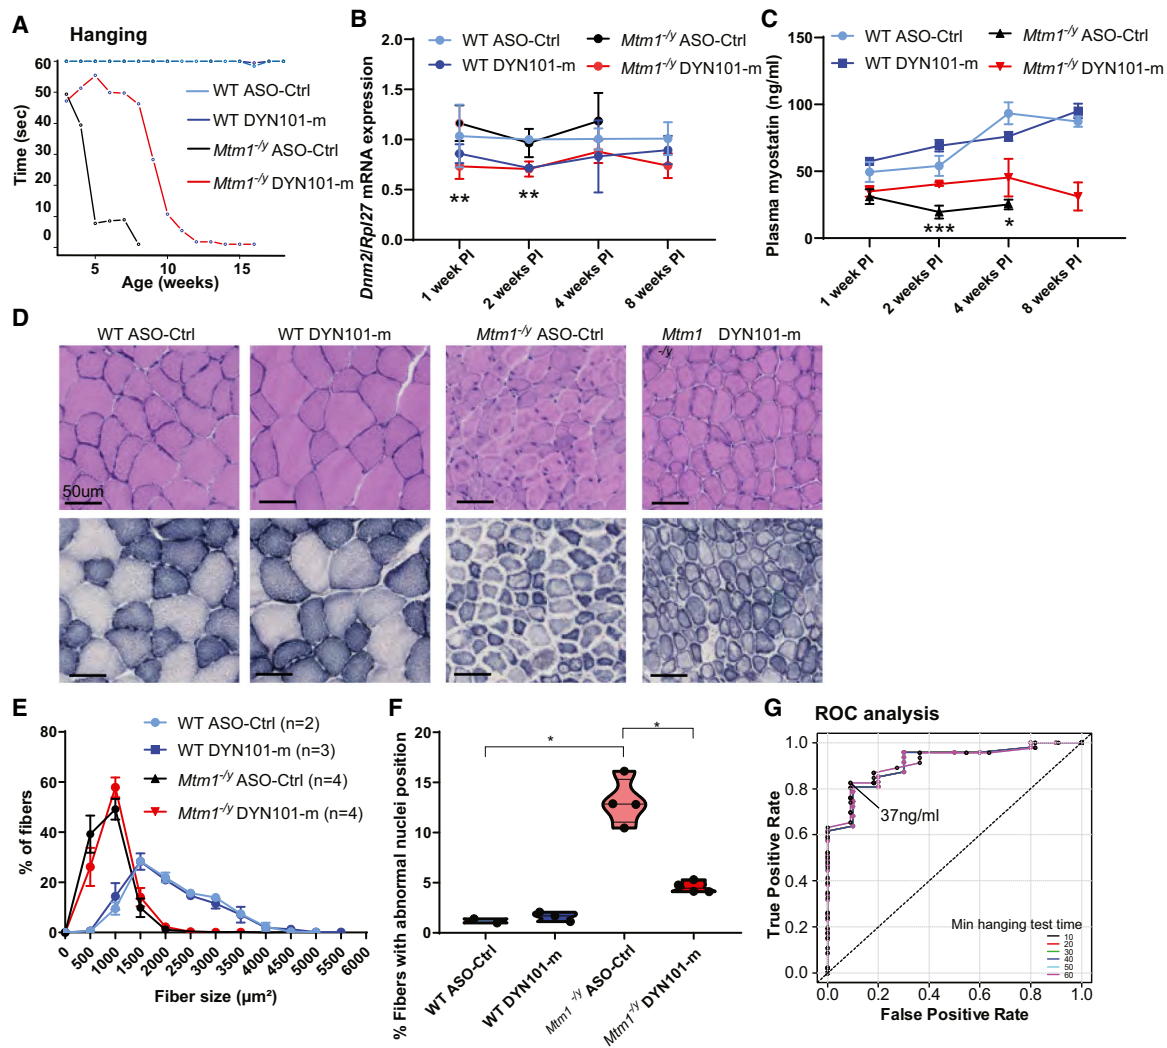 A
Hanging
Time (sec)
60
50
40
30
20
10
0
5
10
15
Age (weeks)
WT ASO-Ctrl
WT DYN101-m
Mtm1-/y ASO-Ctrl
Mtm1-/y DYN101-m
B
Dnm2/Rpl27 mRNA expression
2.0
1.5
1.0
0.5
0.0
WT ASO-Ctrl
WT DYN101-m
Mtm1-/y ASO-Ctrl
Mtm1-/y DYN101-m
**
**
1 week PI
2 weeks PI
4 weeks PI
8 weeks PI
C
Plasma myostatin (ng/ml)
150
100
50
0
WT ASO-Ctrl
WT DYN101-m
Mtm1-/y ASO-Ctrl
Mtm1-/y DYN101-m
***
*
1 week PI
2 weeks PI
4 weeks PI
8 weeks PI
D
WT ASO-Ctrl
WT DYN101-m
Mtm1-/y ASO-Ctrl
Mtm1 DYN101-m
-/y
50um
E
% of fibers
80
60
40
20
0
WT ASO-Ctrl (n=2)
WT DYN101-m (n=3)
Mtm1-/y ASO-Ctrl (n=4)
Mtm1-/y DYN101-m (n=4)
0
500
1000
1500
2000
2500
3000
3500
4000
4500
5000
5500
6000
Fiber size (µm²)
F
% Fibers with abnormal nuclei position
20
15
10
5
0
*
*
WT ASO-Ctrl
WT DYN101-m
Mtm1-/y ASO-Ctrl
Mtm1-/y DYN101-m
G
ROC analysis
True Positive Rate
1.0
0.8
0.6
0.4
0.2
0.0
37ng/ml
Min hanging test time
10
20
30
40
50
60
0.0
0.2
0.4
0.6
0.8
1.0
False Positive Rate